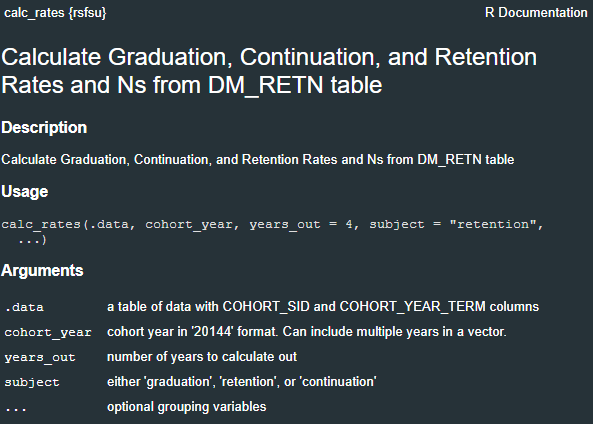 calc_rates {rsfsu} R Documentation
Calculate Graduation, Continuation, and Retention
Rates and Ns from DM_RETN table
Description
Calculate Graduation, Continuation, and Retention Rates and Ns from DM_RETN table
Usage
calc_rates(.data, cohort_year, years_out = 4, subject = "retention",
...)
Arguments
.data a table of data with COHORT_SID and COHORT_YEAR_TERM columns
cohort_year cohort year in '20144' format. Can include multiple years in a vector.
years_out number of years to calculate out
subject either 'graduation', 'retention', or 'continuation'
... optional grouping variables